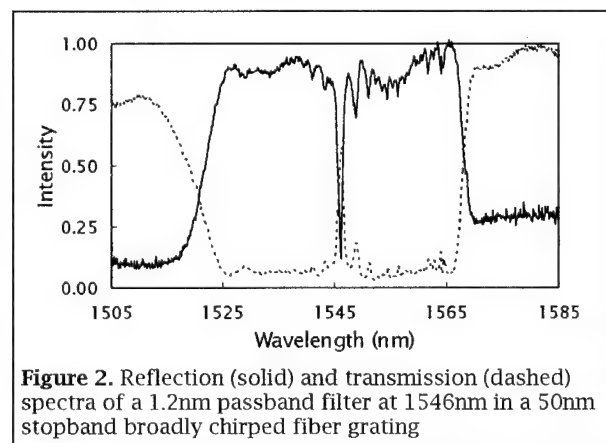 1.00
0.75
0.50
0.25
0.00
Intensity
1505
1525
1545
1565
1585
Wavelength (nm)
Figure 2. Reflection (solid) and transmission (dashed)
spectra of a 1.2nm passband filter at 1546nm in a 50nm
stopband broadly chirped fiber grating